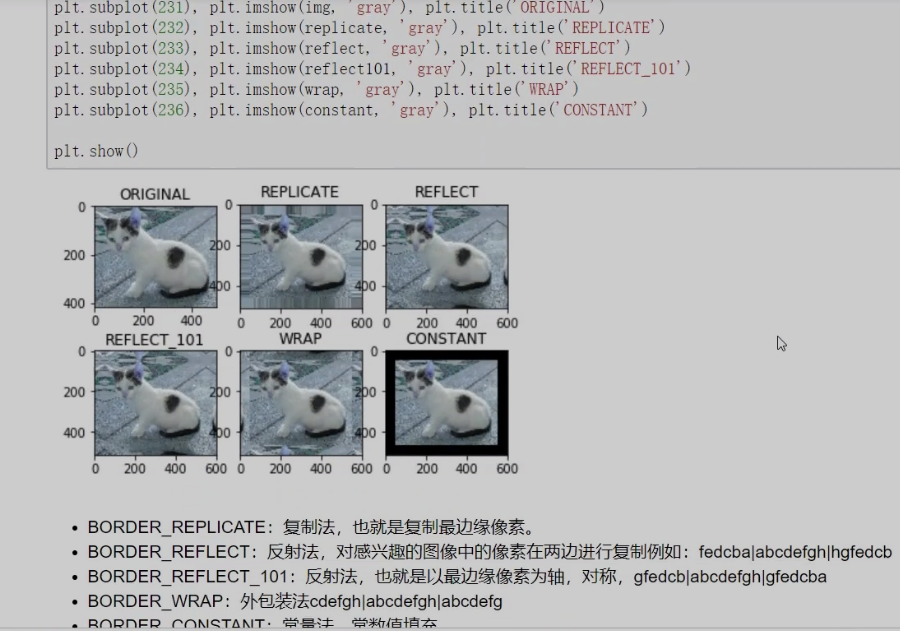 plt.subplot(231), plt.imshow(img, 'gray'), plt.title('ORIGINAL')
plt.subplot(232), plt.imshow(replicate, 'gray'), plt.title('REPLICATE')
plt.subplot(233), plt.imshow(reflect, 'gray'), plt.title('REFLECT')
plt.subplot(234), plt.imshow(reflect101, 'gray'), plt.title('REFLECT_101')
plt.subplot(235), plt.imshow(wrap, 'gray'), plt.title('WRAP')
plt.subplot(236), plt.imshow(constant, 'gray'), plt.title('CONSTANT')
plt.show()
ORIGINAL REPLICATE REFLECT
0 0 0
200 200 200
400 400 400
0 200 400 0 200 400 600 0 200 400 600
REFLECT_101 WRAP CONSTANT
0 0 0
200 200 200
400 400 400
0 200 400 600 0 200 400 600 0 200 400 600
• BORDER_REPLICATE：复制法，也就是复制最边缘像素。
• BORDER_REFLECT：反射法，对感兴趣的图像中的像素在两边进行复制例如：fedcba|abcdefgh|hgfedcb
• BORDER_REFLECT_101：反射法，也就是以最边缘像素为轴，对称，gfedcb|abcdefgh|gfedcba
• BORDER_WRAP：外包装法cdefgh|abcdefgh|abcdefg
• BORDER_CONSTANT：常量法，常数值填充